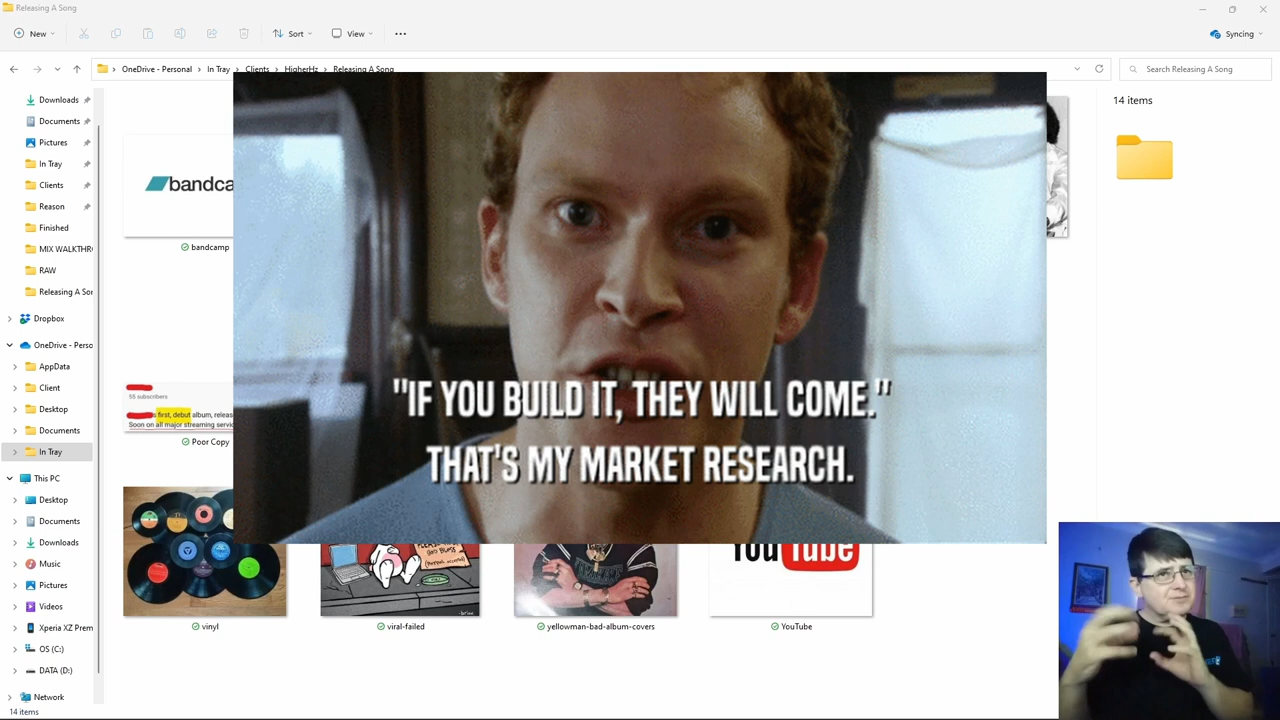 Releasing A Song
New
Sort
View
Syncing
OneDrive - Personal
In Tray
Clients
HigherHz
Releasing A Song
Search Releasing A Song
14 items
Downloads
Documents
Pictures
In Tray
Clients
Reason
Finished
MIX WALKTHR
RAW
Releasing A Sor
Dropbox
OneDrive - Perso
AppData
Client
Desktop
Documents
In Tray
This PC
Desktop
Documents
Downloads
Music
Pictures
Videos
Xperia XZ Prem
OS (C:)
DATA (D:)
Network
14 items
bandca
bandcamp
55 subscribers
first, debut album, releas
Soon on all major streaming servic
Poor Copy
"IF YOU BUILD IT, THEY WILL COME."
THAT'S MY MARKET RESEARCH.
YouTube
vinyl
viral-failed
yellowman-bad-album-covers
YouTube